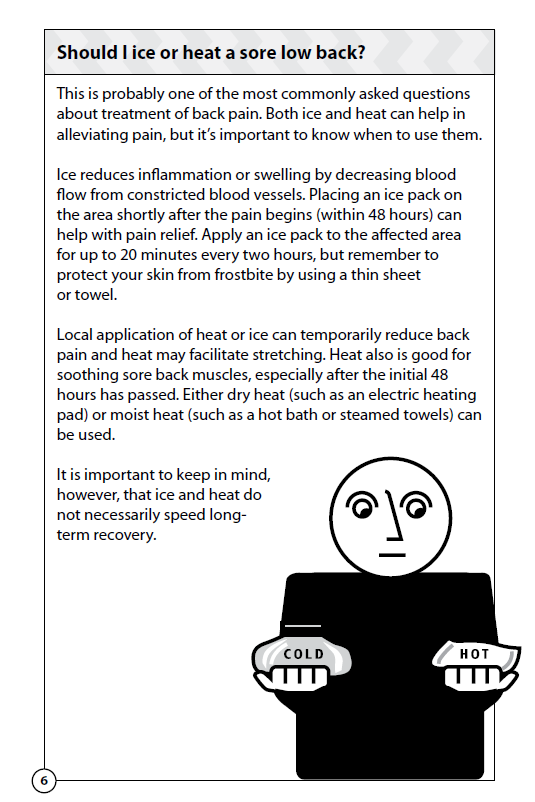 Should I ice or heat a sore low back?
This is probably one of the most commonly asked questions
about treatment of back pain. Both ice and heat can help in
alleviating pain, but it's important to know when to use them.
Ice reduces inflammation or swelling by decreasing blood
flow from constricted blood vessels. Placing an ice pack on
the area shortly after the pain begins (within 48 hours) can
help with pain relief. Apply an ice pack to the affected area
for up to 20 minutes every two hours, but remember to
protect your skin from frostbite by using a thin sheet
or towel.
Local application of heat or ice can temporarily reduce back
pain and heat may facilitate stretching. Heat also is good for
soothing sore back muscles, especially after the initial 48
hours has passed. Either dry heat (such as an electric heating
pad) or moist heat (such as a hot bath or steamed towels) can
be used.
It is important to keep in mind,
however, that ice and heat do
not necessarily speed long-
term recovery.
COLD
HOT
6